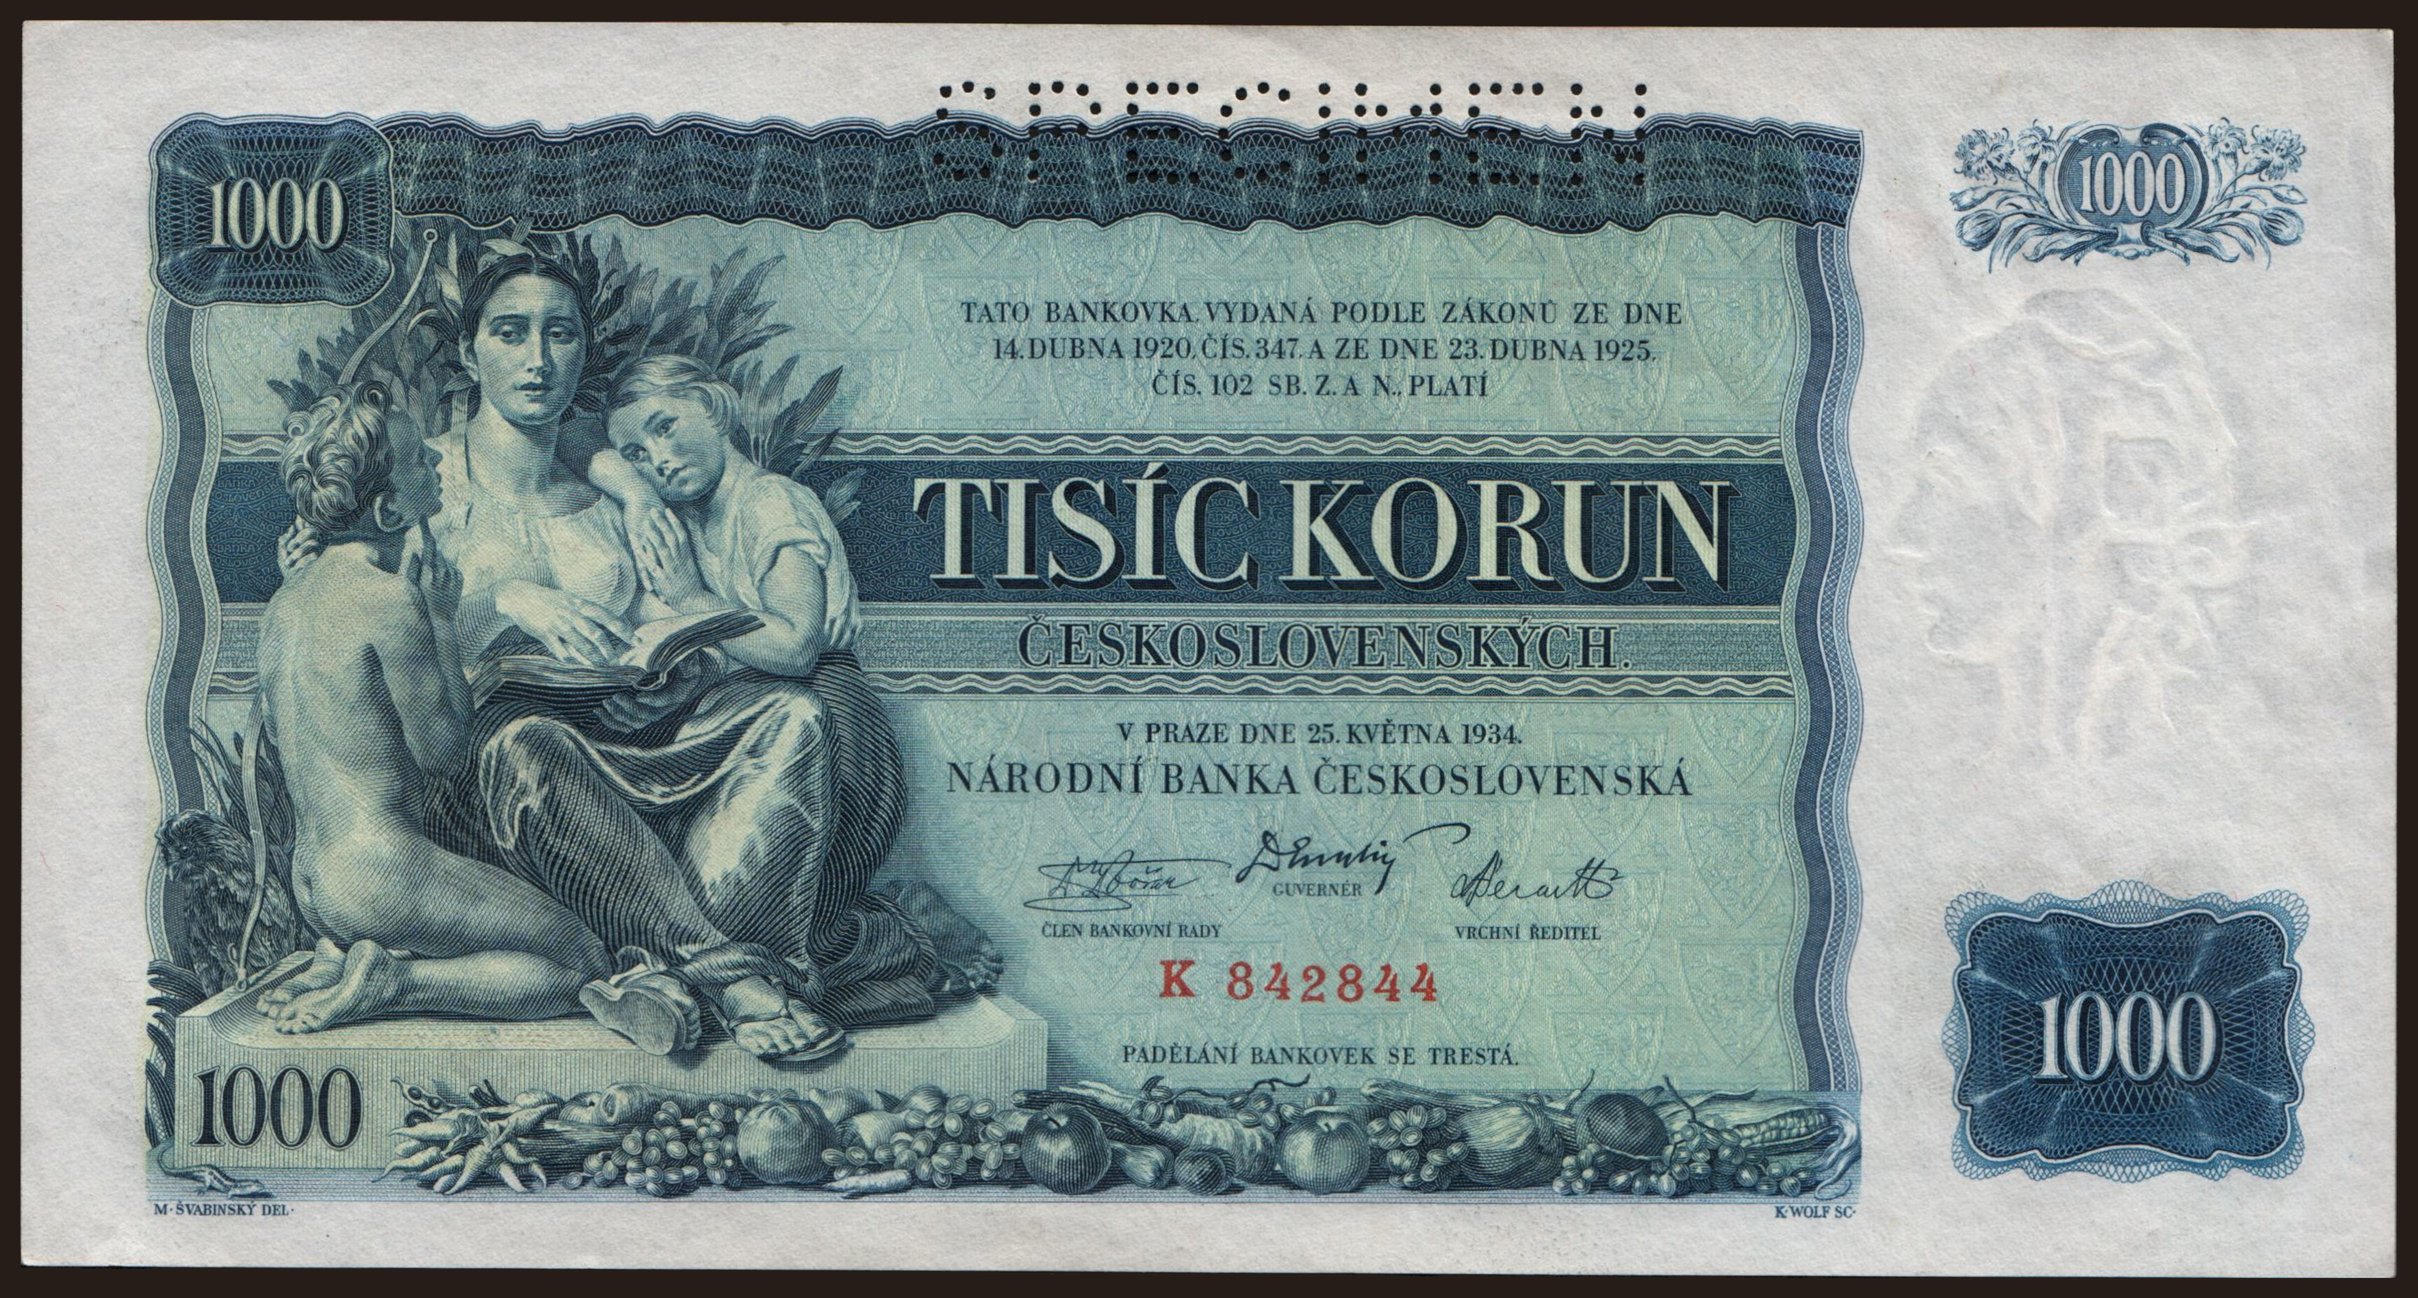 SPECIMEN
1000
1000
TATO BANKOVKA, VYDANÁ PODLE ZÁKONŮ ZE DNE
14. DUBNA 1920, ČÍS. 347. A ZE DNE 23. DUBNA 1925,
ČÍS. 102 SB. Z. A N., PLATÍ
TISÍC KORUN
ČESKOSLOVENSKÝCH.
V PRAZE DNE 25. KVĚTNA 1934.
NÁRODNÍ BANKA ČESKOSLOVENSKÁ
GUVERNÉR
ČLEN BANKOVNÍ RADY
VRCHNÍ ŘEDITEL
K 842844
PADĚLÁNÍ BANKOVEK SE TRESTÁ.
1000
1000
M·ŠVABINSKÝ DEL·
K·WOLF SC·